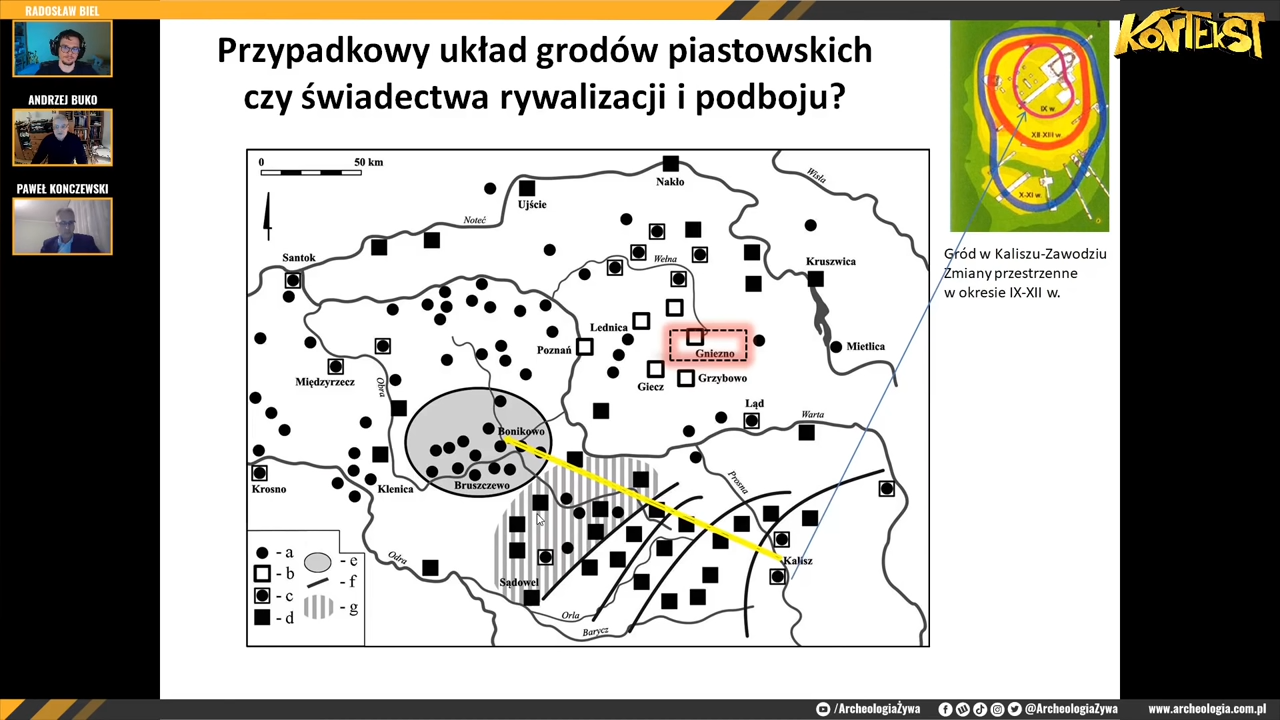 RADOSŁAW BIEL
ANDRZEJ BUKO
PAWEŁ KONCZEWSKI
KONTEKST
Przypadkowy układ grodów piastowskich
czy świadectwa rywalizacji i podboju?
IX w.
XII-XIII w.
X-XI w.
Gród w Kaliszu-Zawodziu
Zmiany przestrzenne
w okresie IX-XII w.
0 50 km
Nakło
Wisła
Ujście
Noteć
Santok
Wełna
Kruszwica
Lednica
Poznań
Gniezno
Mietlica
Międzyrzecz
Obra
Giecz
Grzybowo
Ląd
Warta
Bonikowo
Krosno
Klenica
Bruszczewo
Prosna
Odra
Sądowel
Kalisz
Orla
Barycz
- a
- b
- c
- d
- e
- f
- g
/ArcheologiaŻywa
@ArcheologiaŻywa
www.archeologia.com.pl